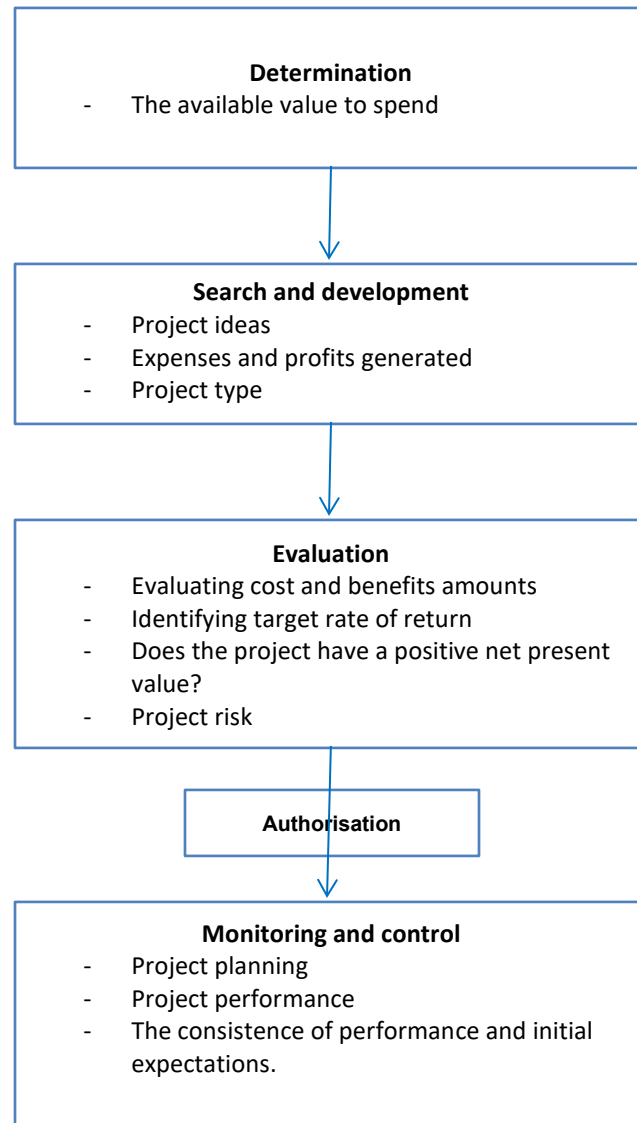 Determination
- The available value to spend
Search and development
- Project ideas
- Expenses and profits generated
- Project type
Evaluation
- Evaluating cost and benefits amounts
- Identifying target rate of return
- Does the project have a positive net present
value?
- Project risk
Authorisation
Monitoring and control
- Project planning
- Project performance
- The consistence of performance and initial
expectations.